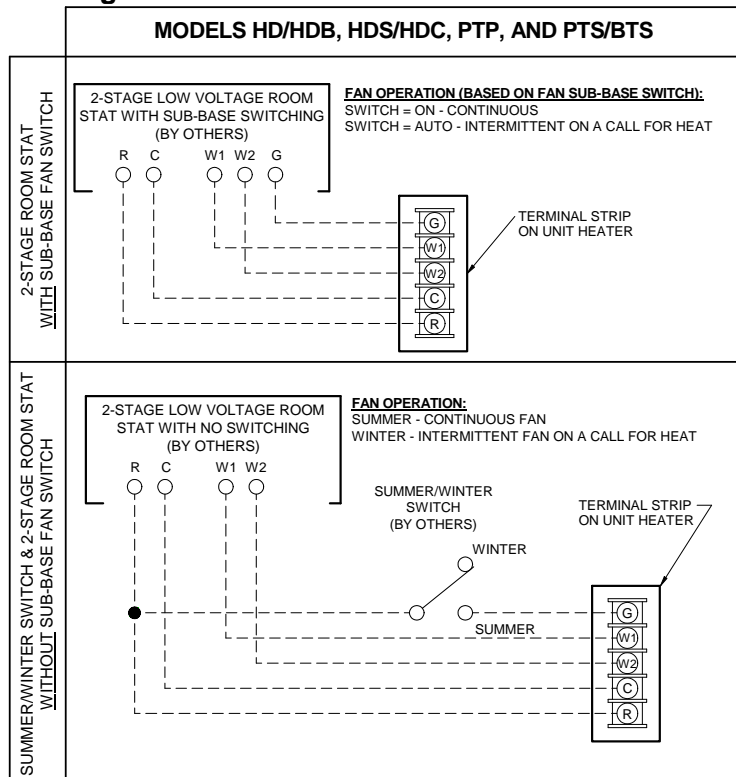 MODELS HD/HDB, HDS/HDC, PTP, AND PTS/BTS
2-STAGE ROOM STAT
WITH SUB-BASE FAN SWITCH
2-STAGE LOW VOLTAGE ROOM
STAT WITH SUB-BASE SWITCHING
(BY OTHERS)
R C W1 W2 G
FAN OPERATION (BASED ON FAN SUB-BASE SWITCH):
SWITCH = ON - CONTINUOUS
SWITCH = AUTO - INTERMITTENT ON A CALL FOR HEAT
TERMINAL STRIP
ON UNIT HEATER
G
W1
W2
C
R
SUMMER/WINTER SWITCH & 2-STAGE ROOM STAT
WITHOUT SUB-BASE FAN SWITCH
2-STAGE LOW VOLTAGE ROOM
STAT WITH NO SWITCHING
(BY OTHERS)
R C W1 W2
FAN OPERATION:
SUMMER - CONTINUOUS FAN
WINTER - INTERMITTENT FAN ON A CALL FOR HEAT
SUMMER/WINTER
SWITCH
(BY OTHERS)
WINTER
SUMMER
TERMINAL STRIP
ON UNIT HEATER
G
W1
W2
C
R